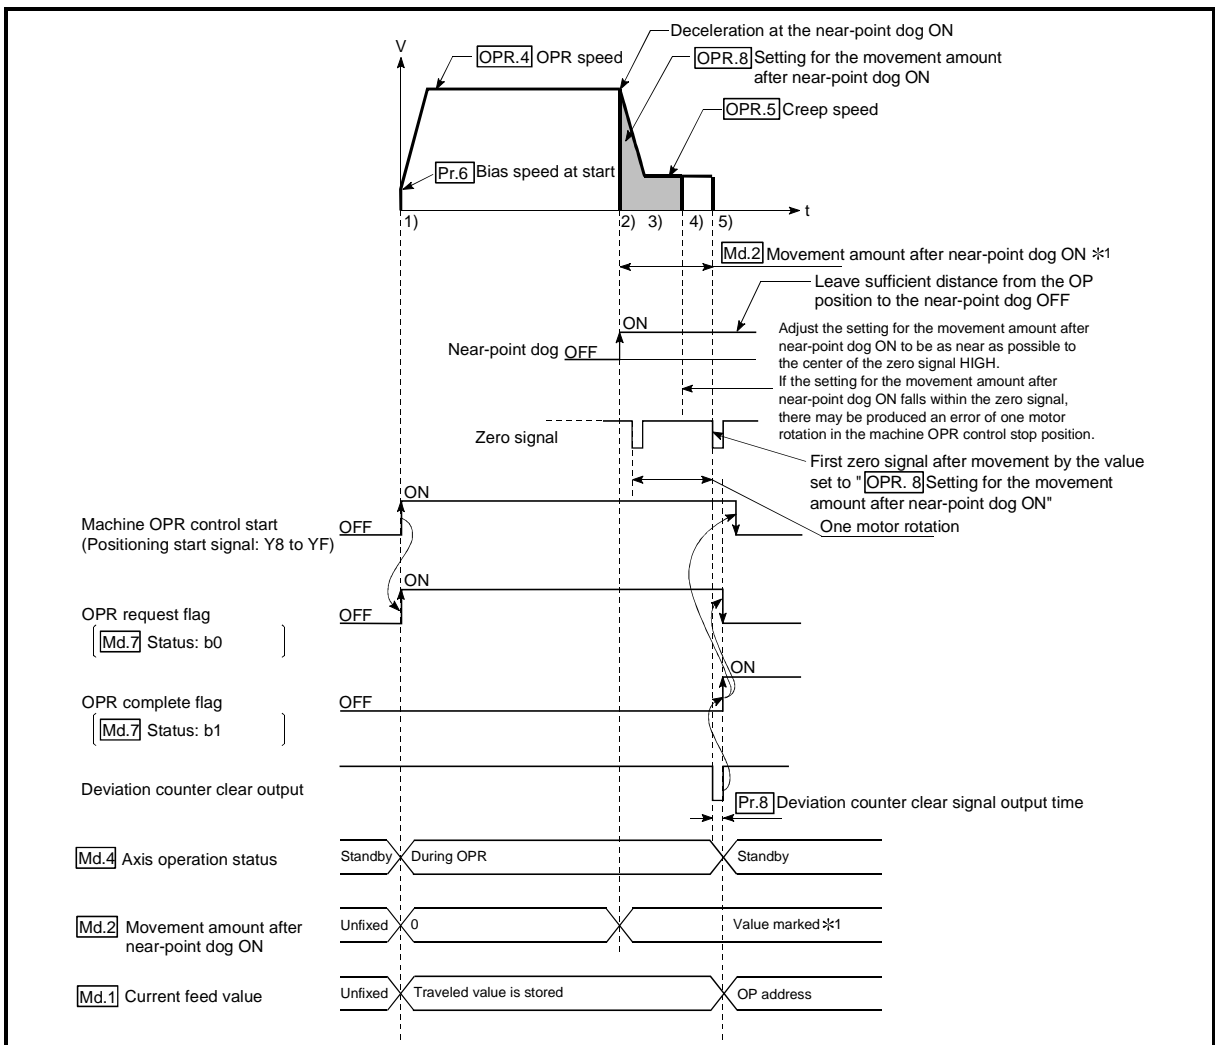 Deceleration at the near-point dog ON
V
OPR.4 OPR speed
OPR.8 Setting for the movement amount
after near-point dog ON
OPR.5 Creep speed
Pr.6 Bias speed at start
t
1) 2) 3) 4) 5)
Md.2 Movement amount after near-point dog ON ✻1
Leave sufficient distance from the OP
position to the near-point dog OFF
ON
Near-point dog OFF
Adjust the setting for the movement amount after
near-point dog ON to be as near as possible to
the center of the zero signal HIGH.
If the setting for the movement amount after
near-point dog ON falls within the zero signal,
there may be produced an error of one motor
rotation in the machine OPR control stop position.
Zero signal
First zero signal after movement by the value
set to " OPR. 8 Setting for the movement
amount after near-point dog ON"
One motor rotation
ON
Machine OPR control start
(Positioning start signal: Y8 to YF)
OFF
ON
OPR request flag
OFF
Md.7 Status: b0
ON
OPR complete flag
OFF
Md.7 Status: b1
Deviation counter clear output
Pr.8 Deviation counter clear signal output time
Md.4 Axis operation status
Standby During OPR Standby
Md.2 Movement amount after
near-point dog ON
Unfixed 0 Value marked ✻1
Md.1 Current feed value
Unfixed Traveled value is stored OP address